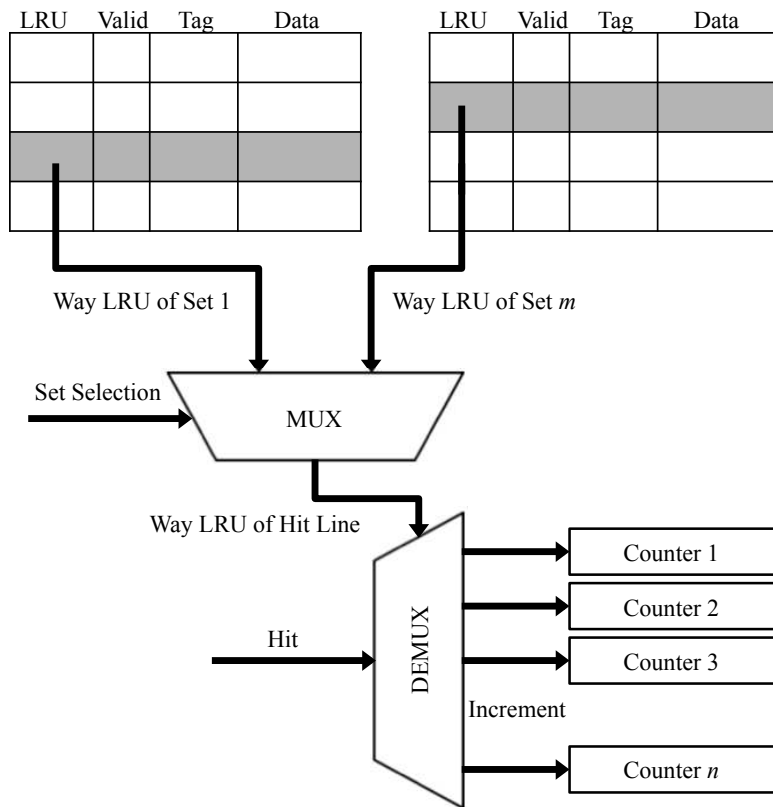 LRU Valid Tag Data
LRU Valid Tag Data
Way LRU of Set 1
Way LRU of Set m
Set Selection
MUX
Way LRU of Hit Line
Counter 1
Counter 2
Hit
DEMUX
Counter 3
Increment
Counter n